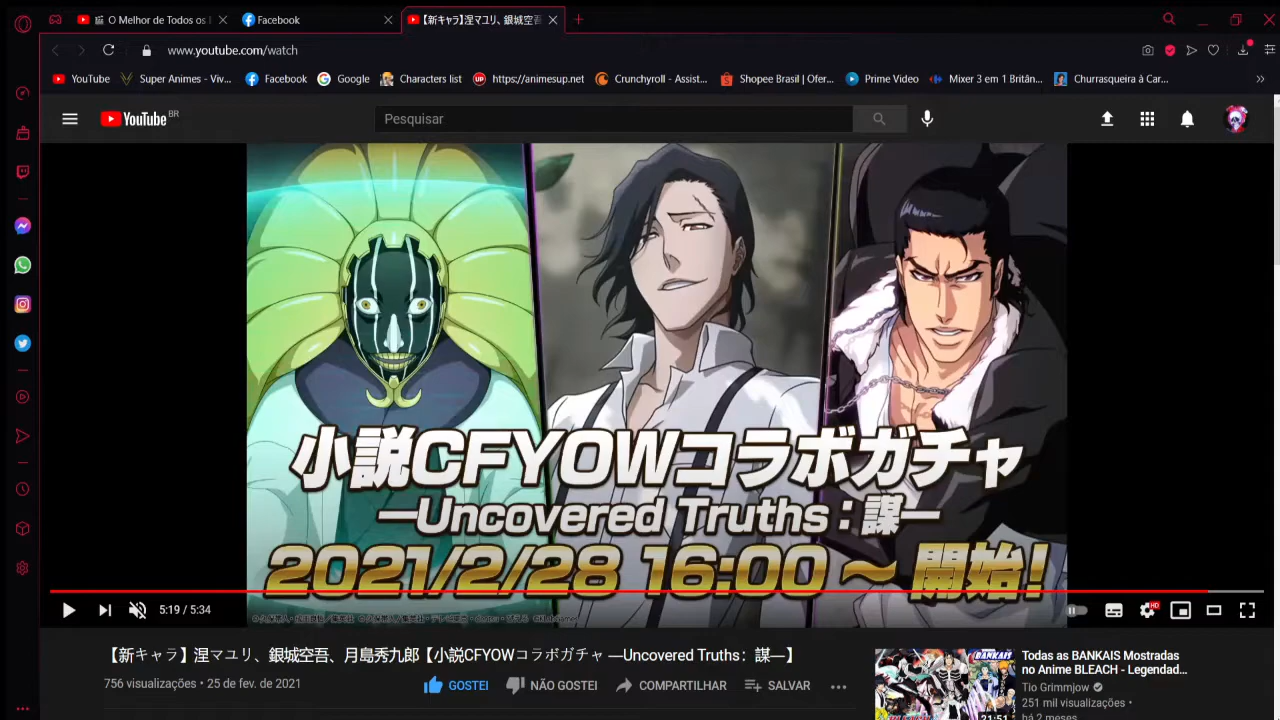 O Melhor de Todos os
Facebook
【新キャラ】涅マユリ、銀城空吾
www.youtube.com/watch
YouTube
Super Animes - Viv...
Facebook
Google
Characters list
https://animesup.net
Crunchyroll - Assist...
Shopee Brasil | Ofer...
Prime Video
Mixer 3 em 1 Britân...
Churrasqueira à Car...
YouTube BR
Pesquisar
小説CFYOWコラボガチャ
—Uncovered Truths：謀—
2021/2/28 16:00～開始!
5:19 / 5:34
HD
【新キャラ】涅マユリ、銀城空吾、月島秀九郎【小説CFYOWコラボガチャ —Uncovered Truths：謀—】
756 visualizações • 25 de fev. de 2021
GOSTEI
NÃO GOSTEI
COMPARTILHAR
SALVAR
BANKAI
21:51
Todas as BANKAIS Mostradas
no Anime BLEACH - Legendad...
Tio Grimmjow
251 mil visualizações •
há 2 meses